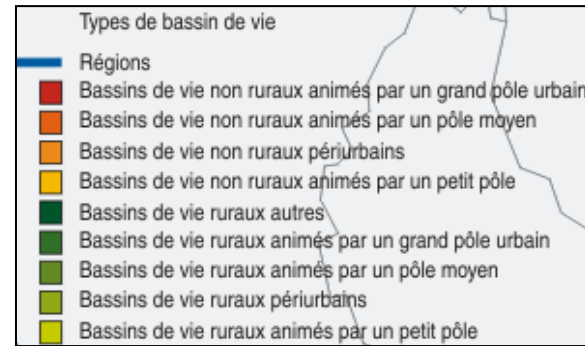 Types de bassin de vie
Régions
Bassins de vie non ruraux animés par un grand pôle urbain
Bassins de vie non ruraux animés par un pôle moyen
Bassins de vie non ruraux périurbains
Bassins de vie non ruraux animés par un petit pôle
Bassins de vie ruraux autres
Bassins de vie ruraux animés par un grand pôle urbain
Bassins de vie ruraux animés par un pôle moyen
Bassins de vie ruraux périurbains
Bassins de vie ruraux animés par un petit pôle